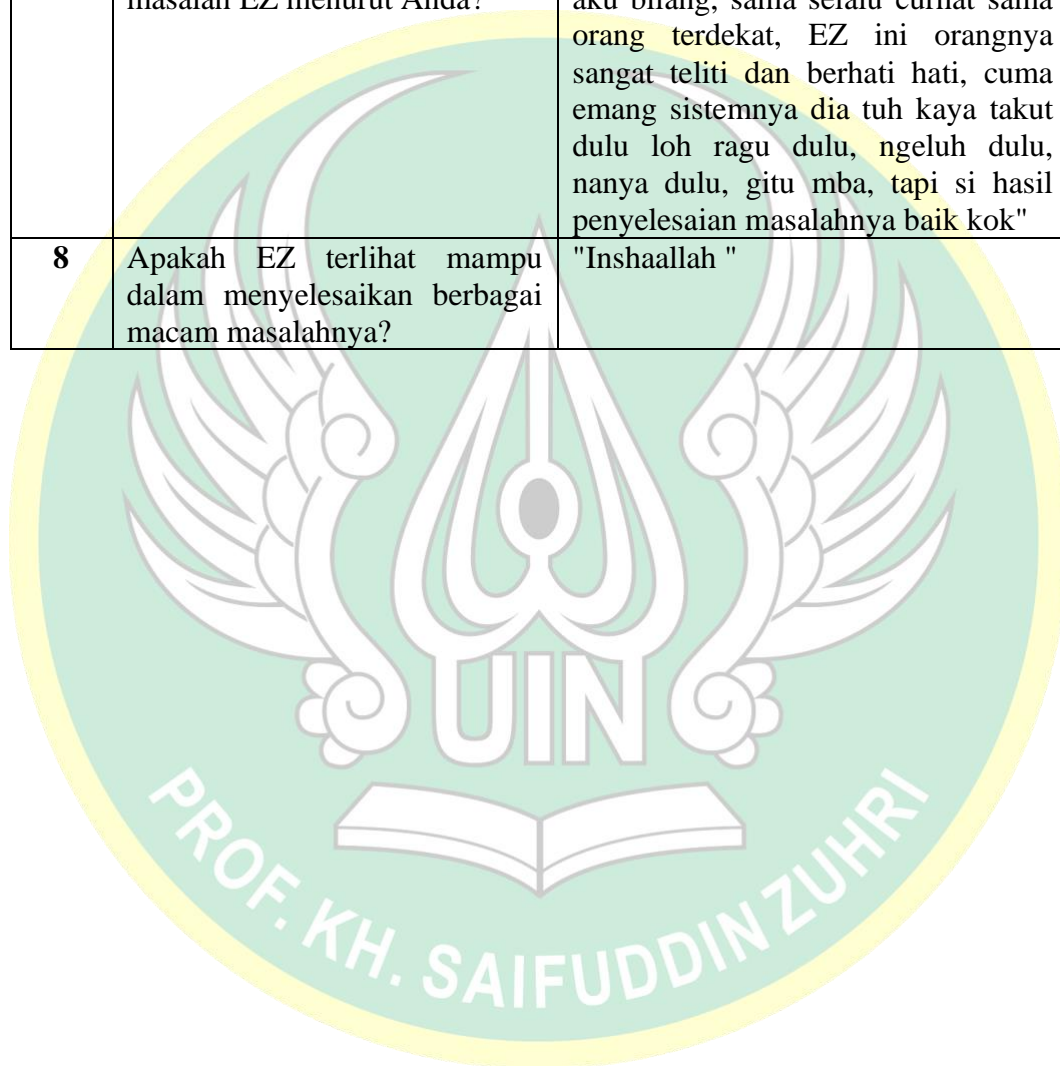 masalah EZ menurut Anda?
aku bilang, sama selalu curhat sama
orang terdekat, EZ ini orangnya
sangat teliti dan berhati hati, cuma
emang sistemnya dia tuh kaya takut
dulu loh ragu dulu, ngeluh dulu,
nanya dulu, gitu mba, tapi si hasil
penyelesaian masalahnya baik kok"
8
Apakah EZ terlihat mampu
dalam menyelesaikan berbagai
macam masalahnya?
"Inshaallah "
UIN
PROF. KH. SAIFUDDIN ZUHRI